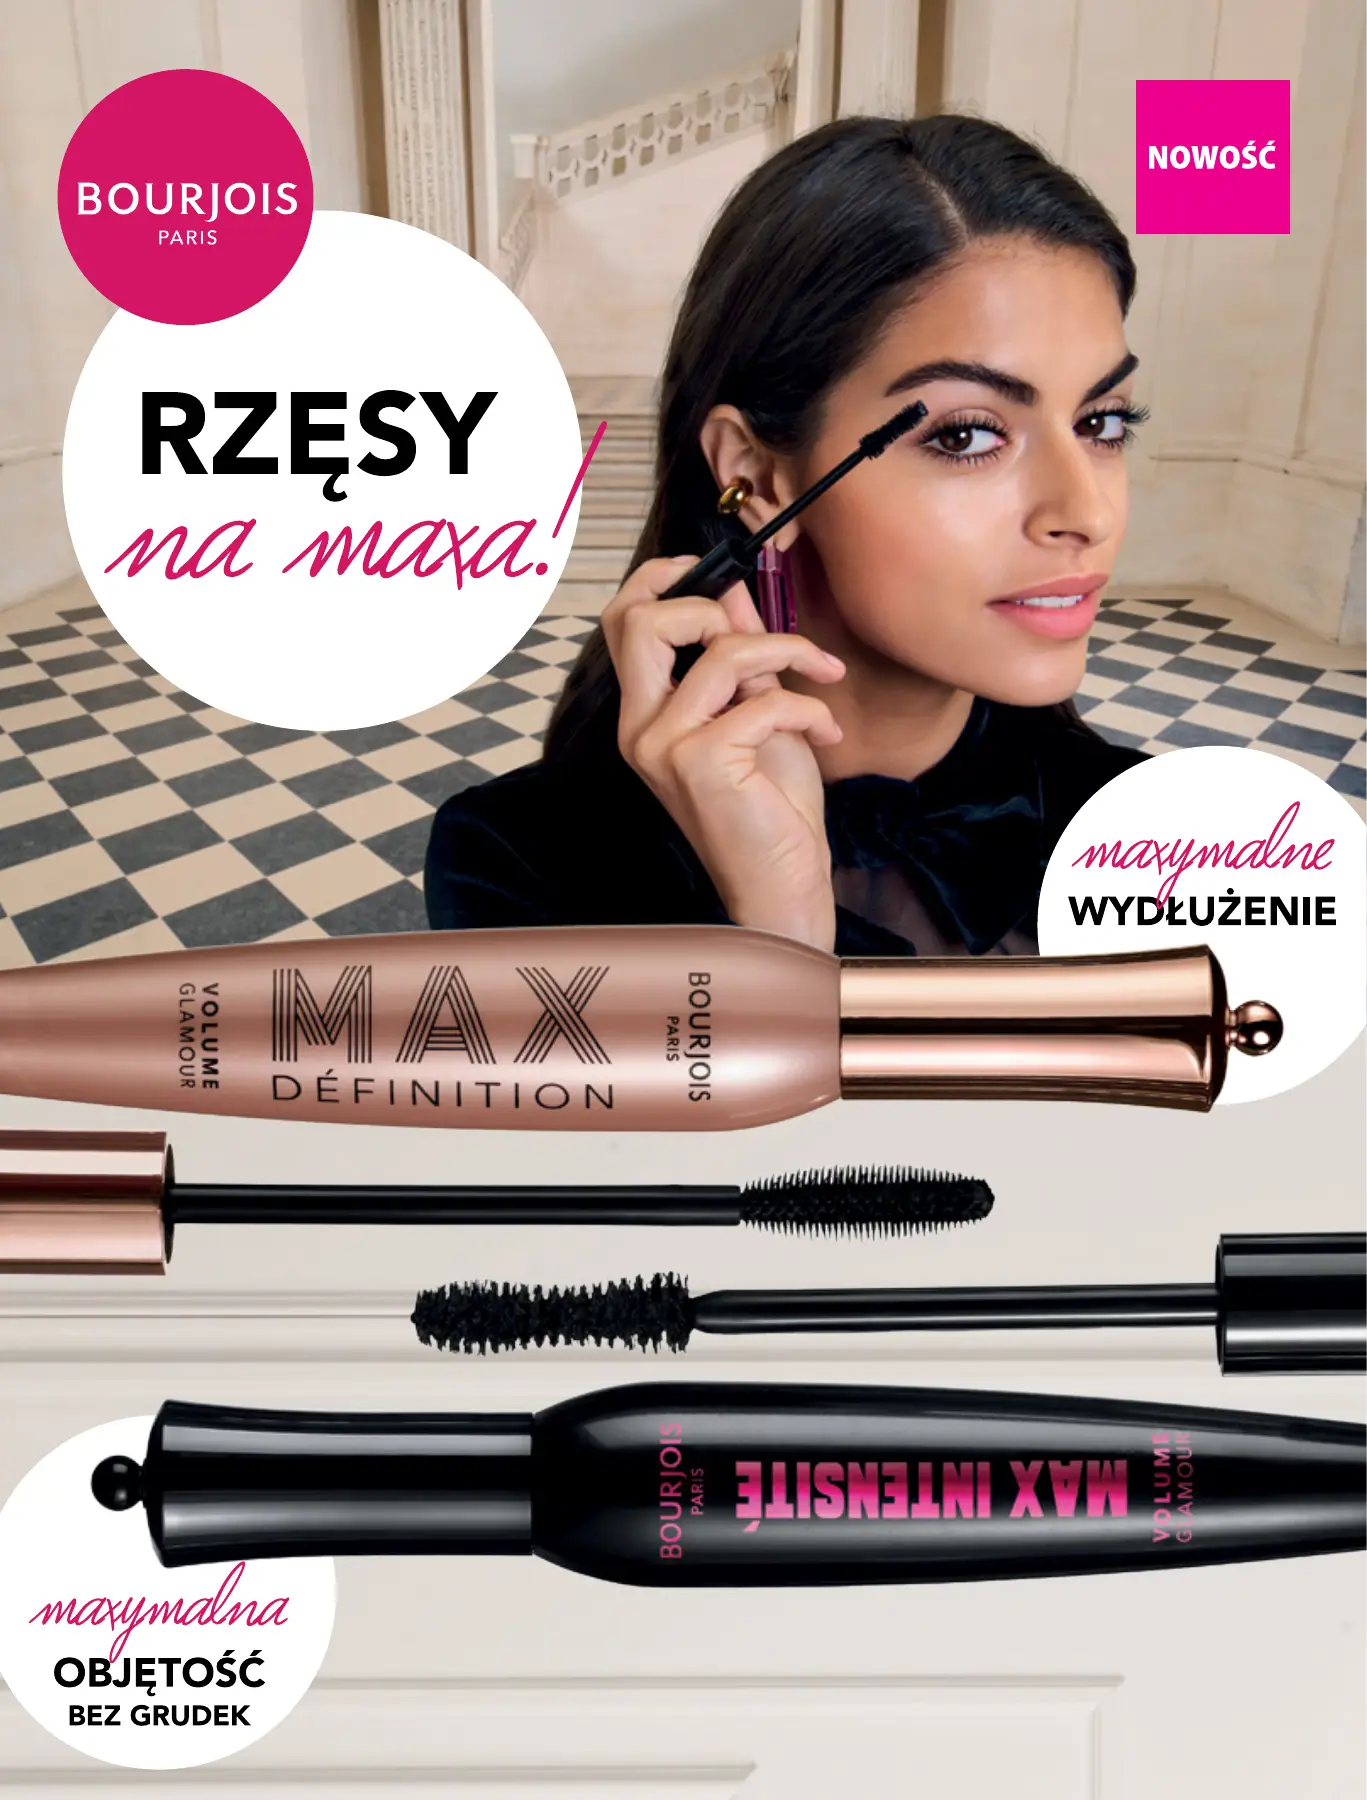 BOURJOIS
PARIS
NOWOŚĆ
RZĘSY
na maxa!
maxymalne
WYDŁUŻENIE
VOLUME
GLAMOUR
MAX
DÉFINITION
BOURJOIS
PARIS
BOURJOIS
PARIS
MAX INTENSITÉ
VOLUME
GLAMOUR
maxymalna
OBJĘTOŚĆ
BEZ GRUDEK